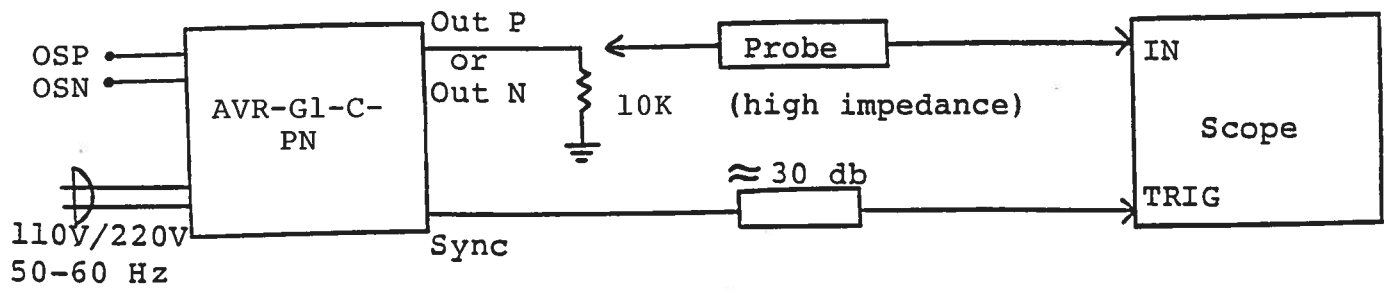 Out P
or
Out N
OSP
OSN
AVR-G1-C-
PN
110V/220V
50-60 Hz
Sync
10K
Probe
(high impedance)
≈ 30 db
IN
Scope
TRIG